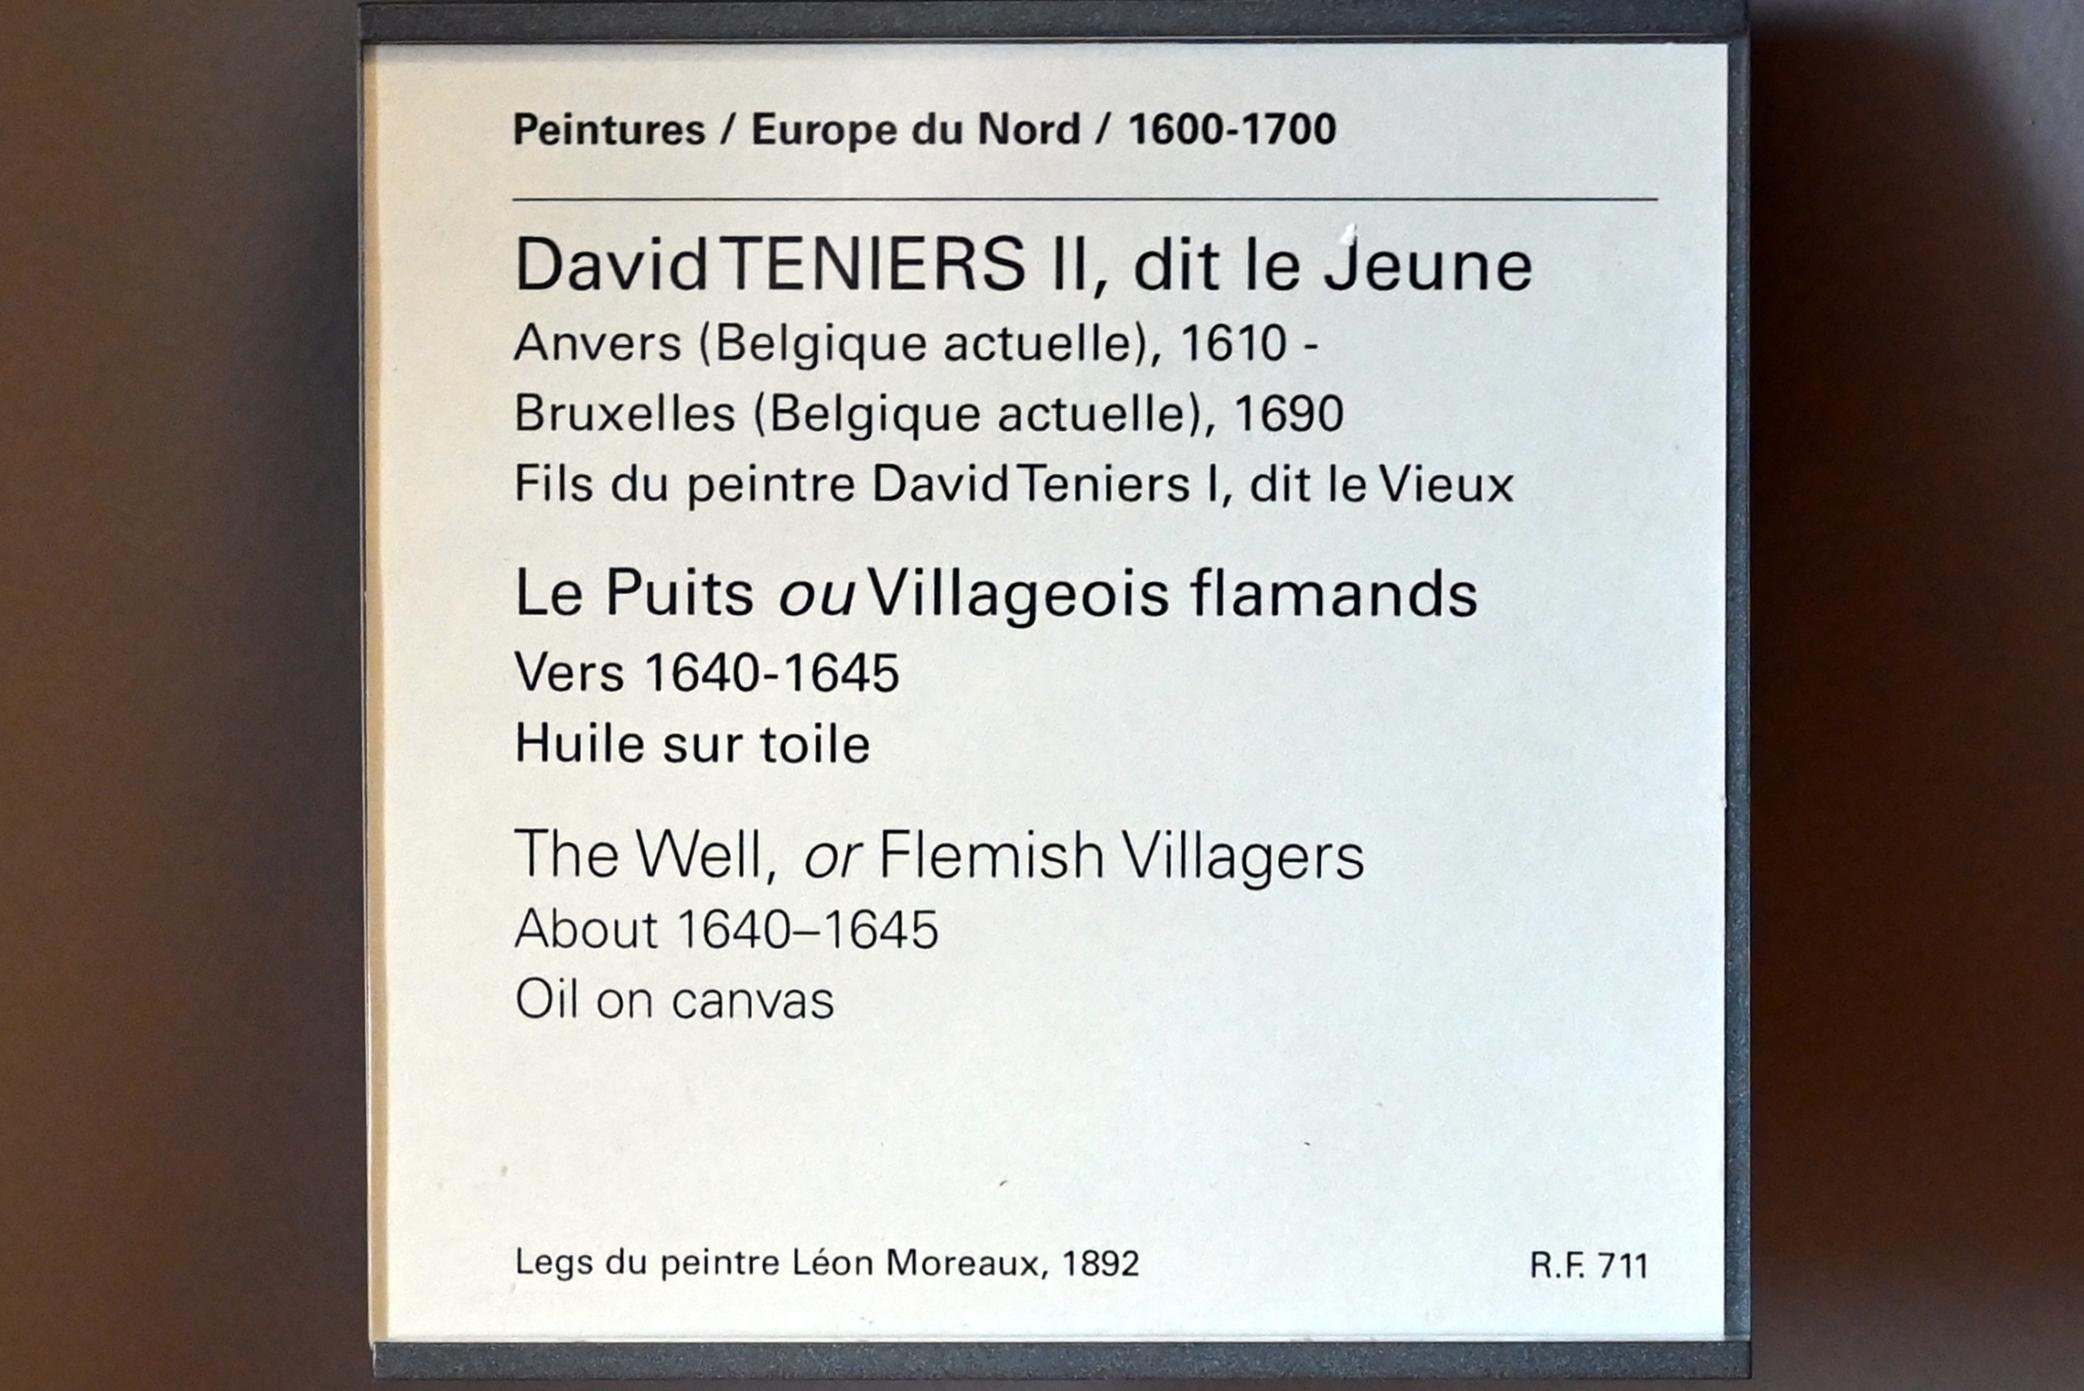 Peintures / Europe du Nord / 1600-1700
David TENIERS II, dit le Jeune
Anvers (Belgique actuelle), 1610 -
Bruxelles (Belgique actuelle), 1690
Fils du peintre David Teniers I, dit le Vieux
Le Puits ou Villageois flamands
Vers 1640-1645
Huile sur toile
The Well, or Flemish Villagers
About 1640–1645
Oil on canvas
Legs du peintre Léon Moreaux, 1892
R.F. 711